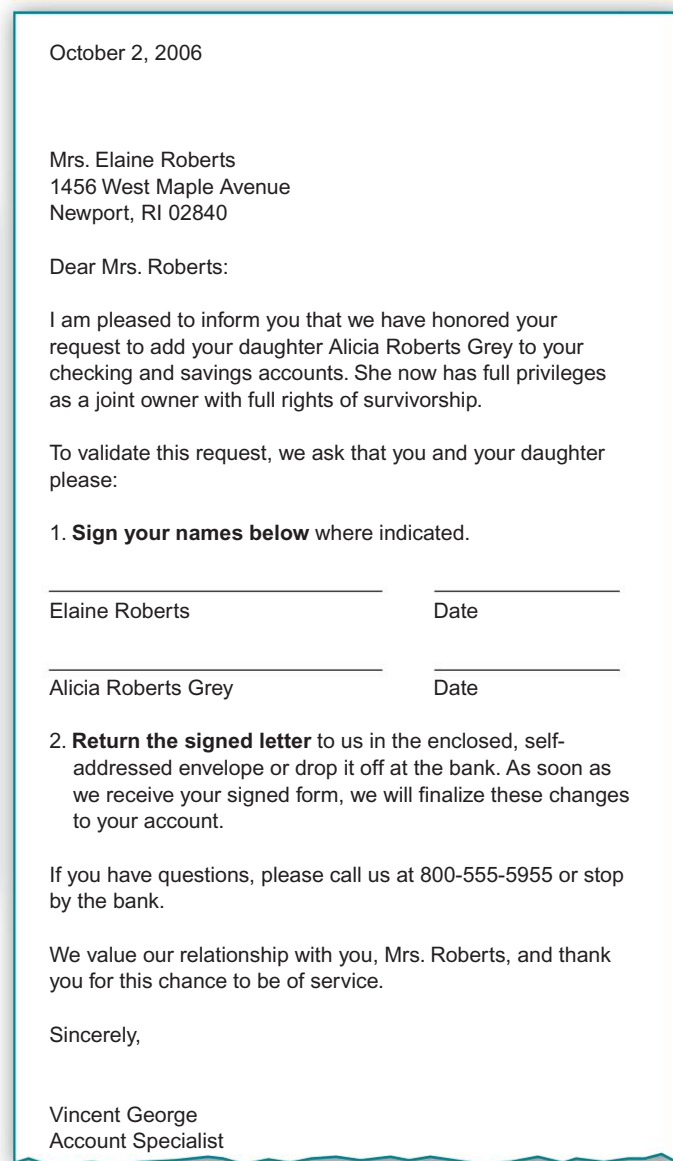 October 2, 2006
Mrs. Elaine Roberts
1456 West Maple Avenue
Newport, RI 02840
Dear Mrs. Roberts:
I am pleased to inform you that we have honored your
request to add your daughter Alicia Roberts Grey to your
checking and savings accounts. She now has full privileges
as a joint owner with full rights of survivorship.
To validate this request, we ask that you and your daughter
please:
1. Sign your names below where indicated.
Elaine Roberts Date
Alicia Roberts Grey Date
2. Return the signed letter to us in the enclosed, self-
addressed envelope or drop it off at the bank. As soon as
we receive your signed form, we will finalize these changes
to your account.
If you have questions, please call us at 800-555-5955 or stop
by the bank.
We value our relationship with you, Mrs. Roberts, and thank
you for this chance to be of service.
Sincerely,
Vincent George
Account Specialist